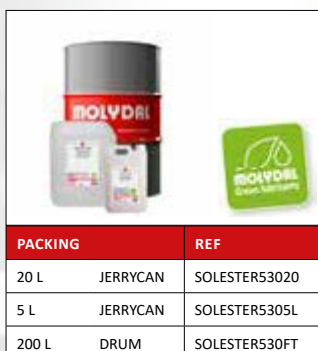 MOLYDAL
MOLYDAL
Green lubricants
PACKING REF
20 L JERRYCAN SOLESTER53020
5 L JERRYCAN SOLESTER5305L
200 L DRUM SOLESTER530FT